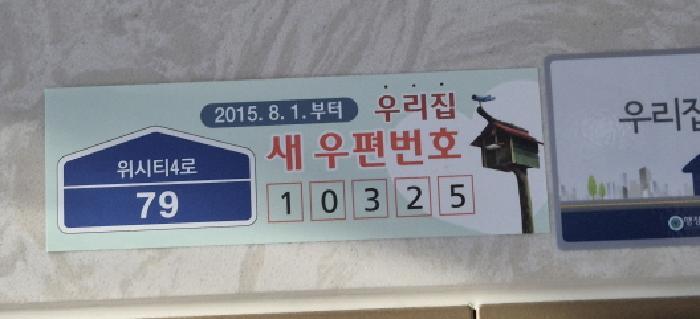 2015. 8. 1. 부터 우리집
새 우편번호
위시티4로
79
1 0 3 2 5
우리집